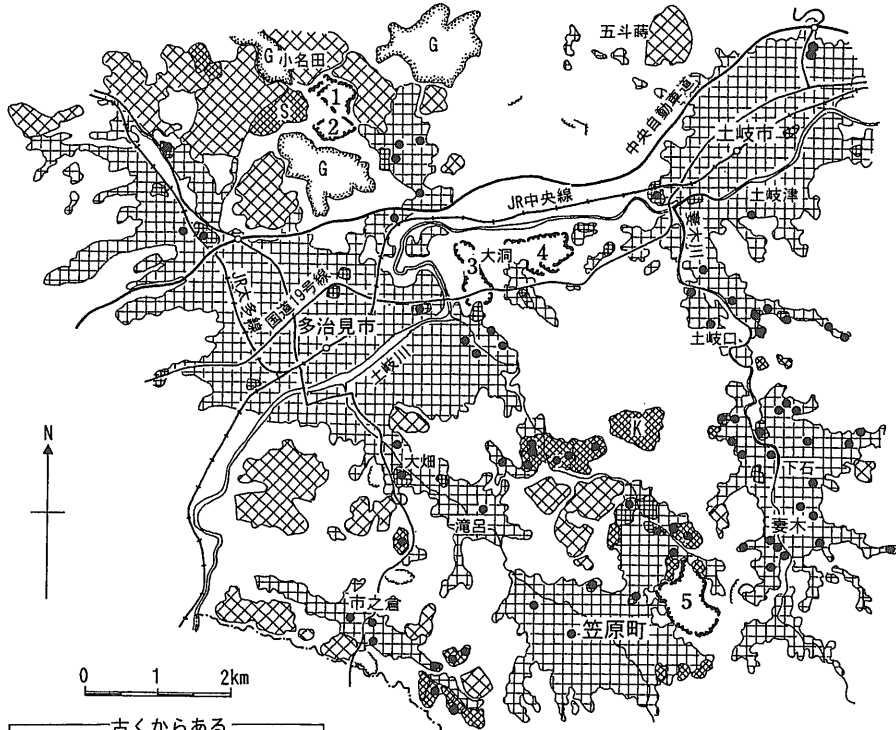 五斗蒔
G
G
小名田
1
S
2
中央自動車道
土岐市
G
JR中央線
土岐津
妻木川
大洞
4
3
JR太多線
国道19号線
多治見市
土岐川
土岐口
N
K
大畑
下石
滝呂
妻木
市之倉
5
笠原町
0 1 2km
古くからある